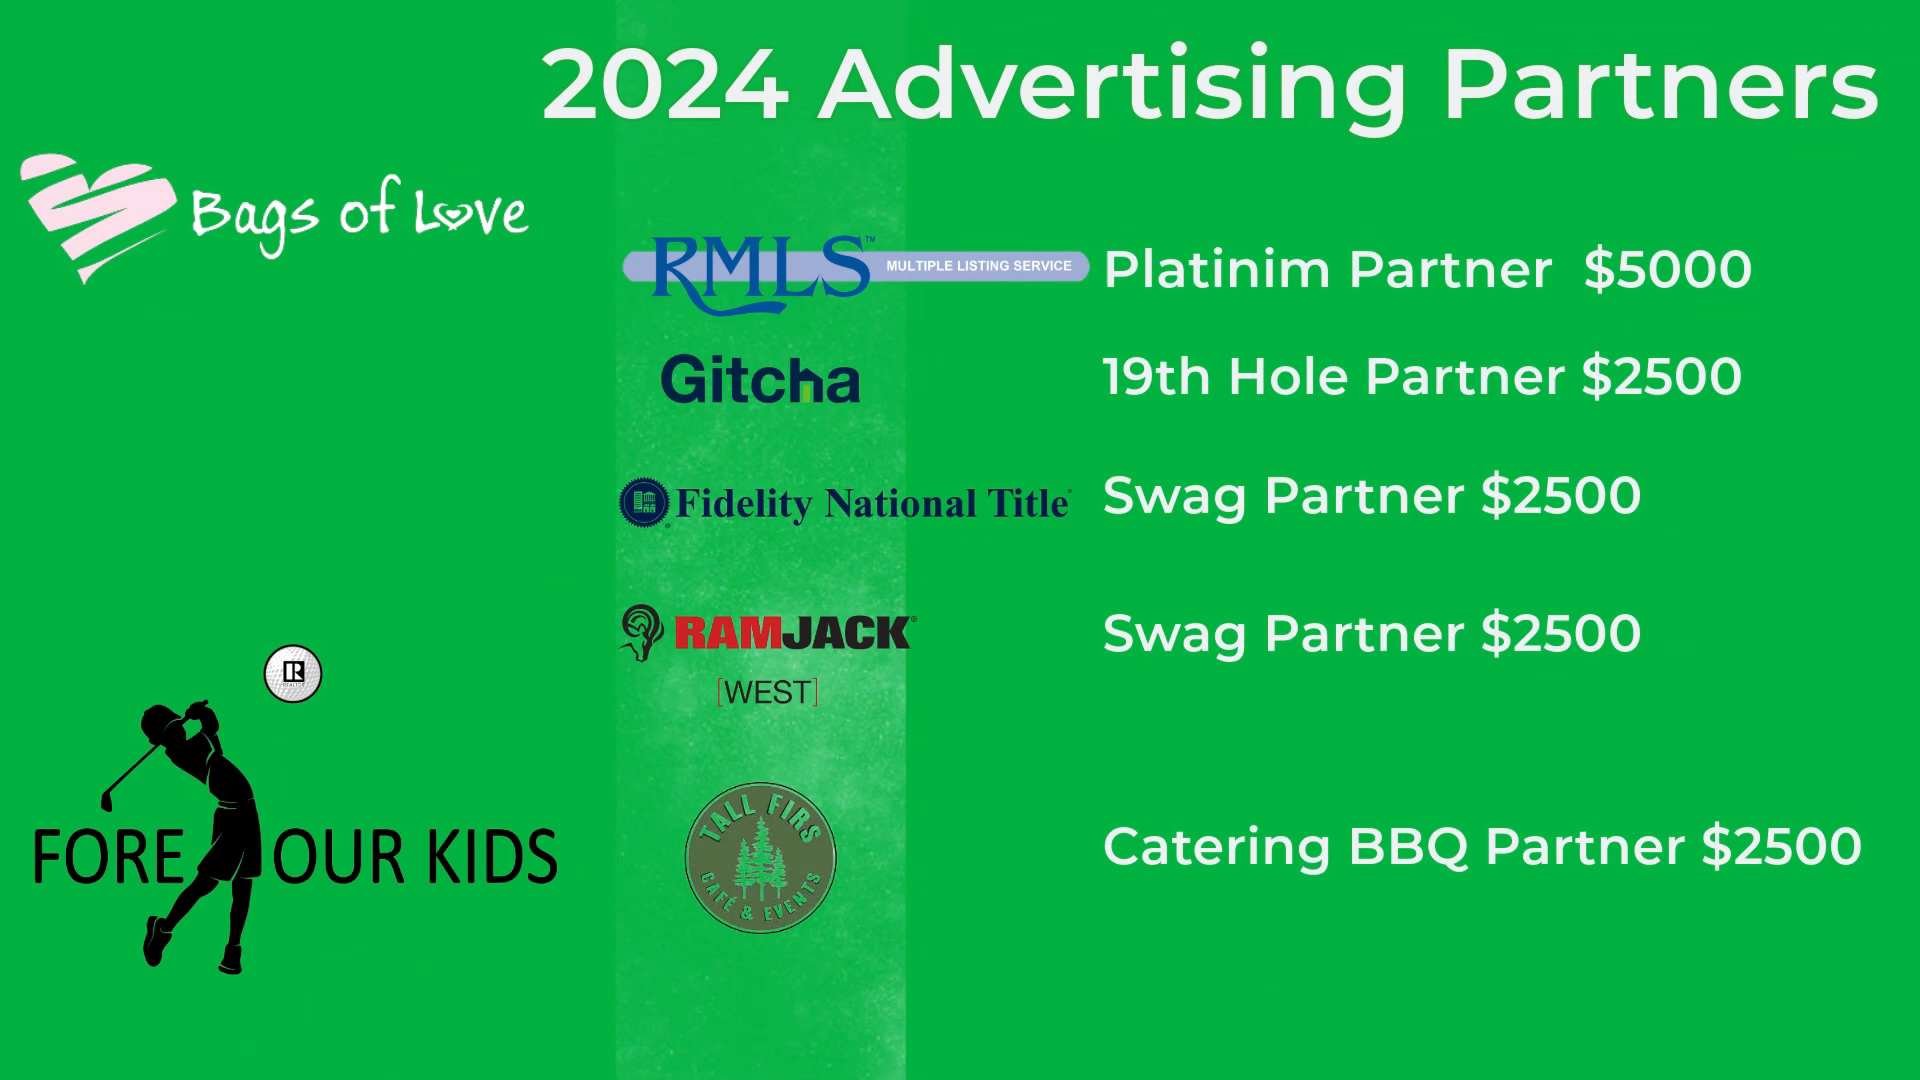 2024 Advertising Partners
Bags of Love
RMLS™ MULTIPLE LISTING SERVICE
Platinim Partner $5000
Gitcha
19th Hole Partner $2500
Fidelity National Title
Swag Partner $2500
RAMJACK®
[WEST]
Swag Partner $2500
R
REALTOR
FORE OUR KIDS
TALL FIRS
CAFÉ & EVENTS
Catering BBQ Partner $2500